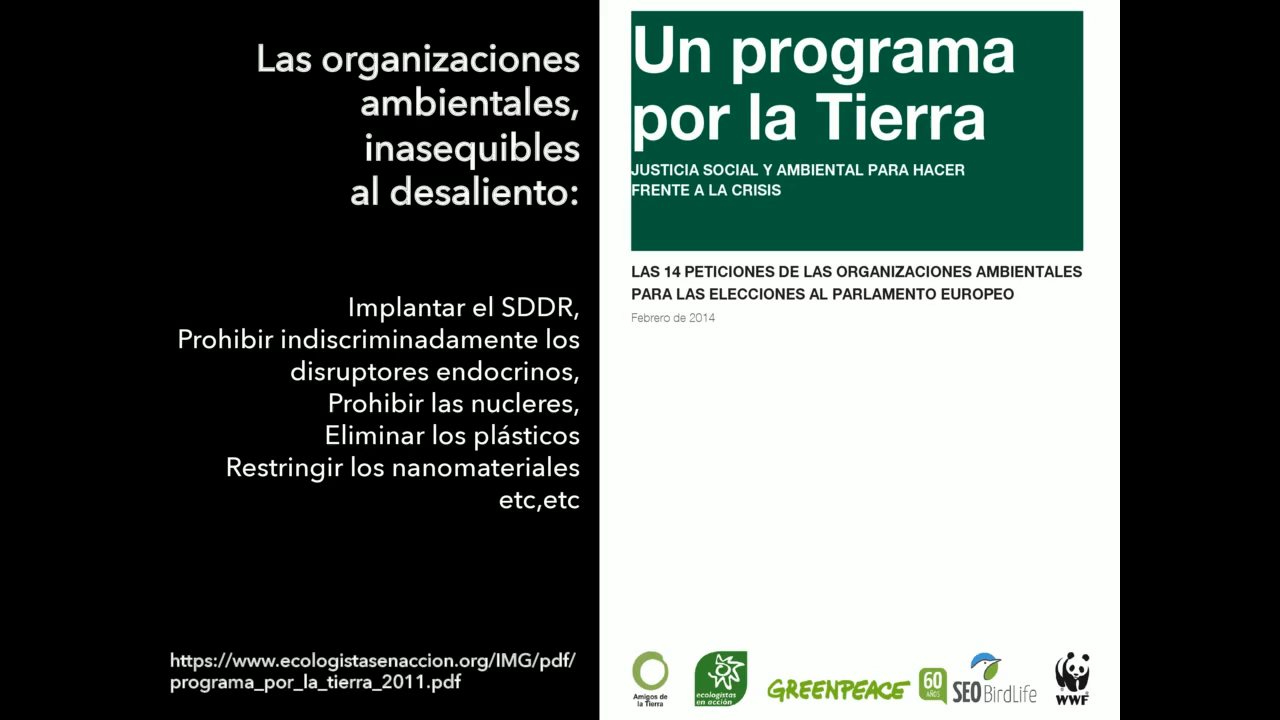 Las organizaciones
ambientales,
inasequibles
al desaliento:
Implantar el SDDR,
Prohibir indiscriminadamente los
disruptores endocrinos,
Prohibir las nucleres,
Eliminar los plásticos
Restringir los nanomateriales
etc,etc
https://www.ecologistasenaccion.org/IMG/pdf/
programa_por_la_tierra_2011.pdf
Un programa
por la Tierra
JUSTICIA SOCIAL Y AMBIENTAL PARA HACER
FRENTE A LA CRISIS
LAS 14 PETICIONES DE LAS ORGANIZACIONES AMBIENTALES
PARA LAS ELECCIONES AL PARLAMENTO EUROPEO
Febrero de 2014
Amigos de
la Tierra
ecologistas
en acción
GREENPEACE
60
AÑOS
SEO BirdLife
WWF